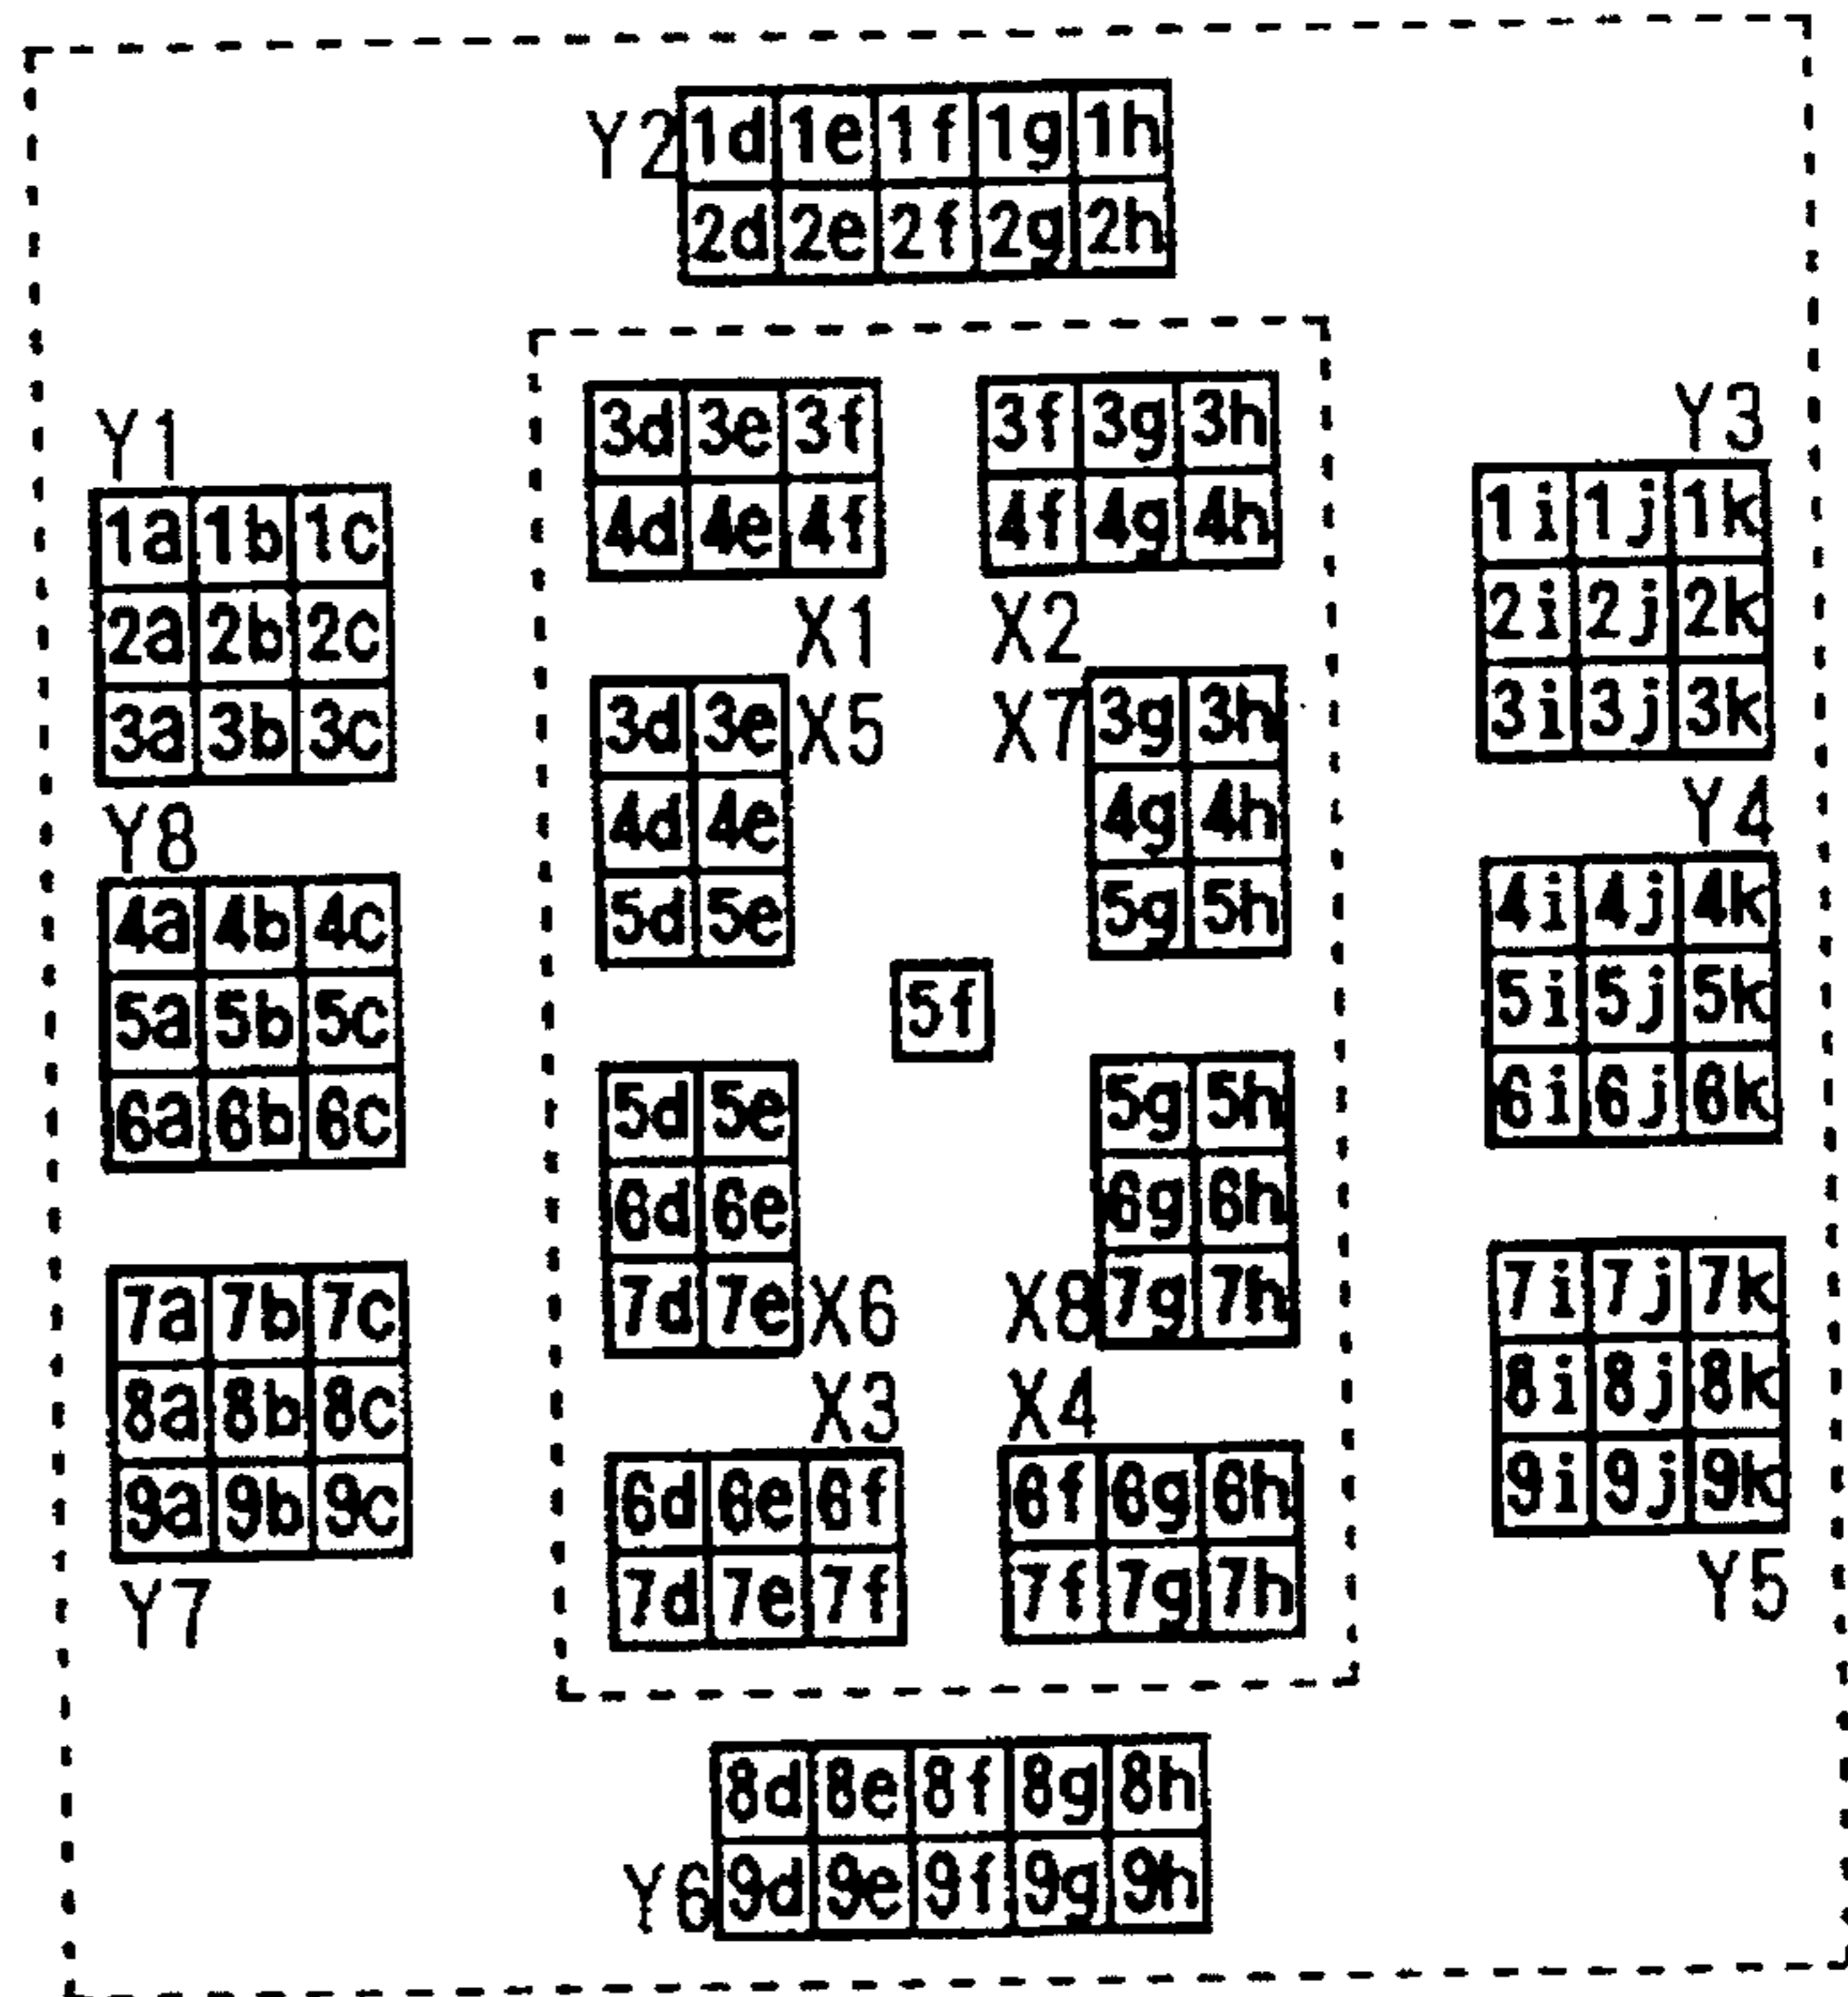 Y2 1d 1e 1f 1g 1h
2d 2e 2f 2g 2h
3d 3e 3f
4d 4e 4f
X1
3f 3g 3h
4f 4g 4h
X2
Y1
1a 1b 1c
2a 2b 2c
3a 3b 3c
Y3
1i 1j 1k
2i 2j 2k
3i 3j 3k
3d 3e X5
4d 4e
5d 5e
X7 3g 3h
4g 4h
5g 5h
Y8
4a 4b 4c
5a 5b 5c
6a 6b 6c
5f
Y4
4i 4j 4k
5i 5j 5k
6i 6j 6k
5d 5e
6d 6e
7d 7e X6
5g 5h
6g 6h
X8 7g 7h
7a 7b 7c
8a 8b 8c
9a 9b 9c
Y7
X3
6d 6e 6f
7d 7e 7f
X4
6f 6g 6h
7f 7g 7h
7i 7j 7k
8i 8j 8k
9i 9j 9k
Y5
8d 8e 8f 8g 8h
Y6 9d 9e 9f 9g 9h